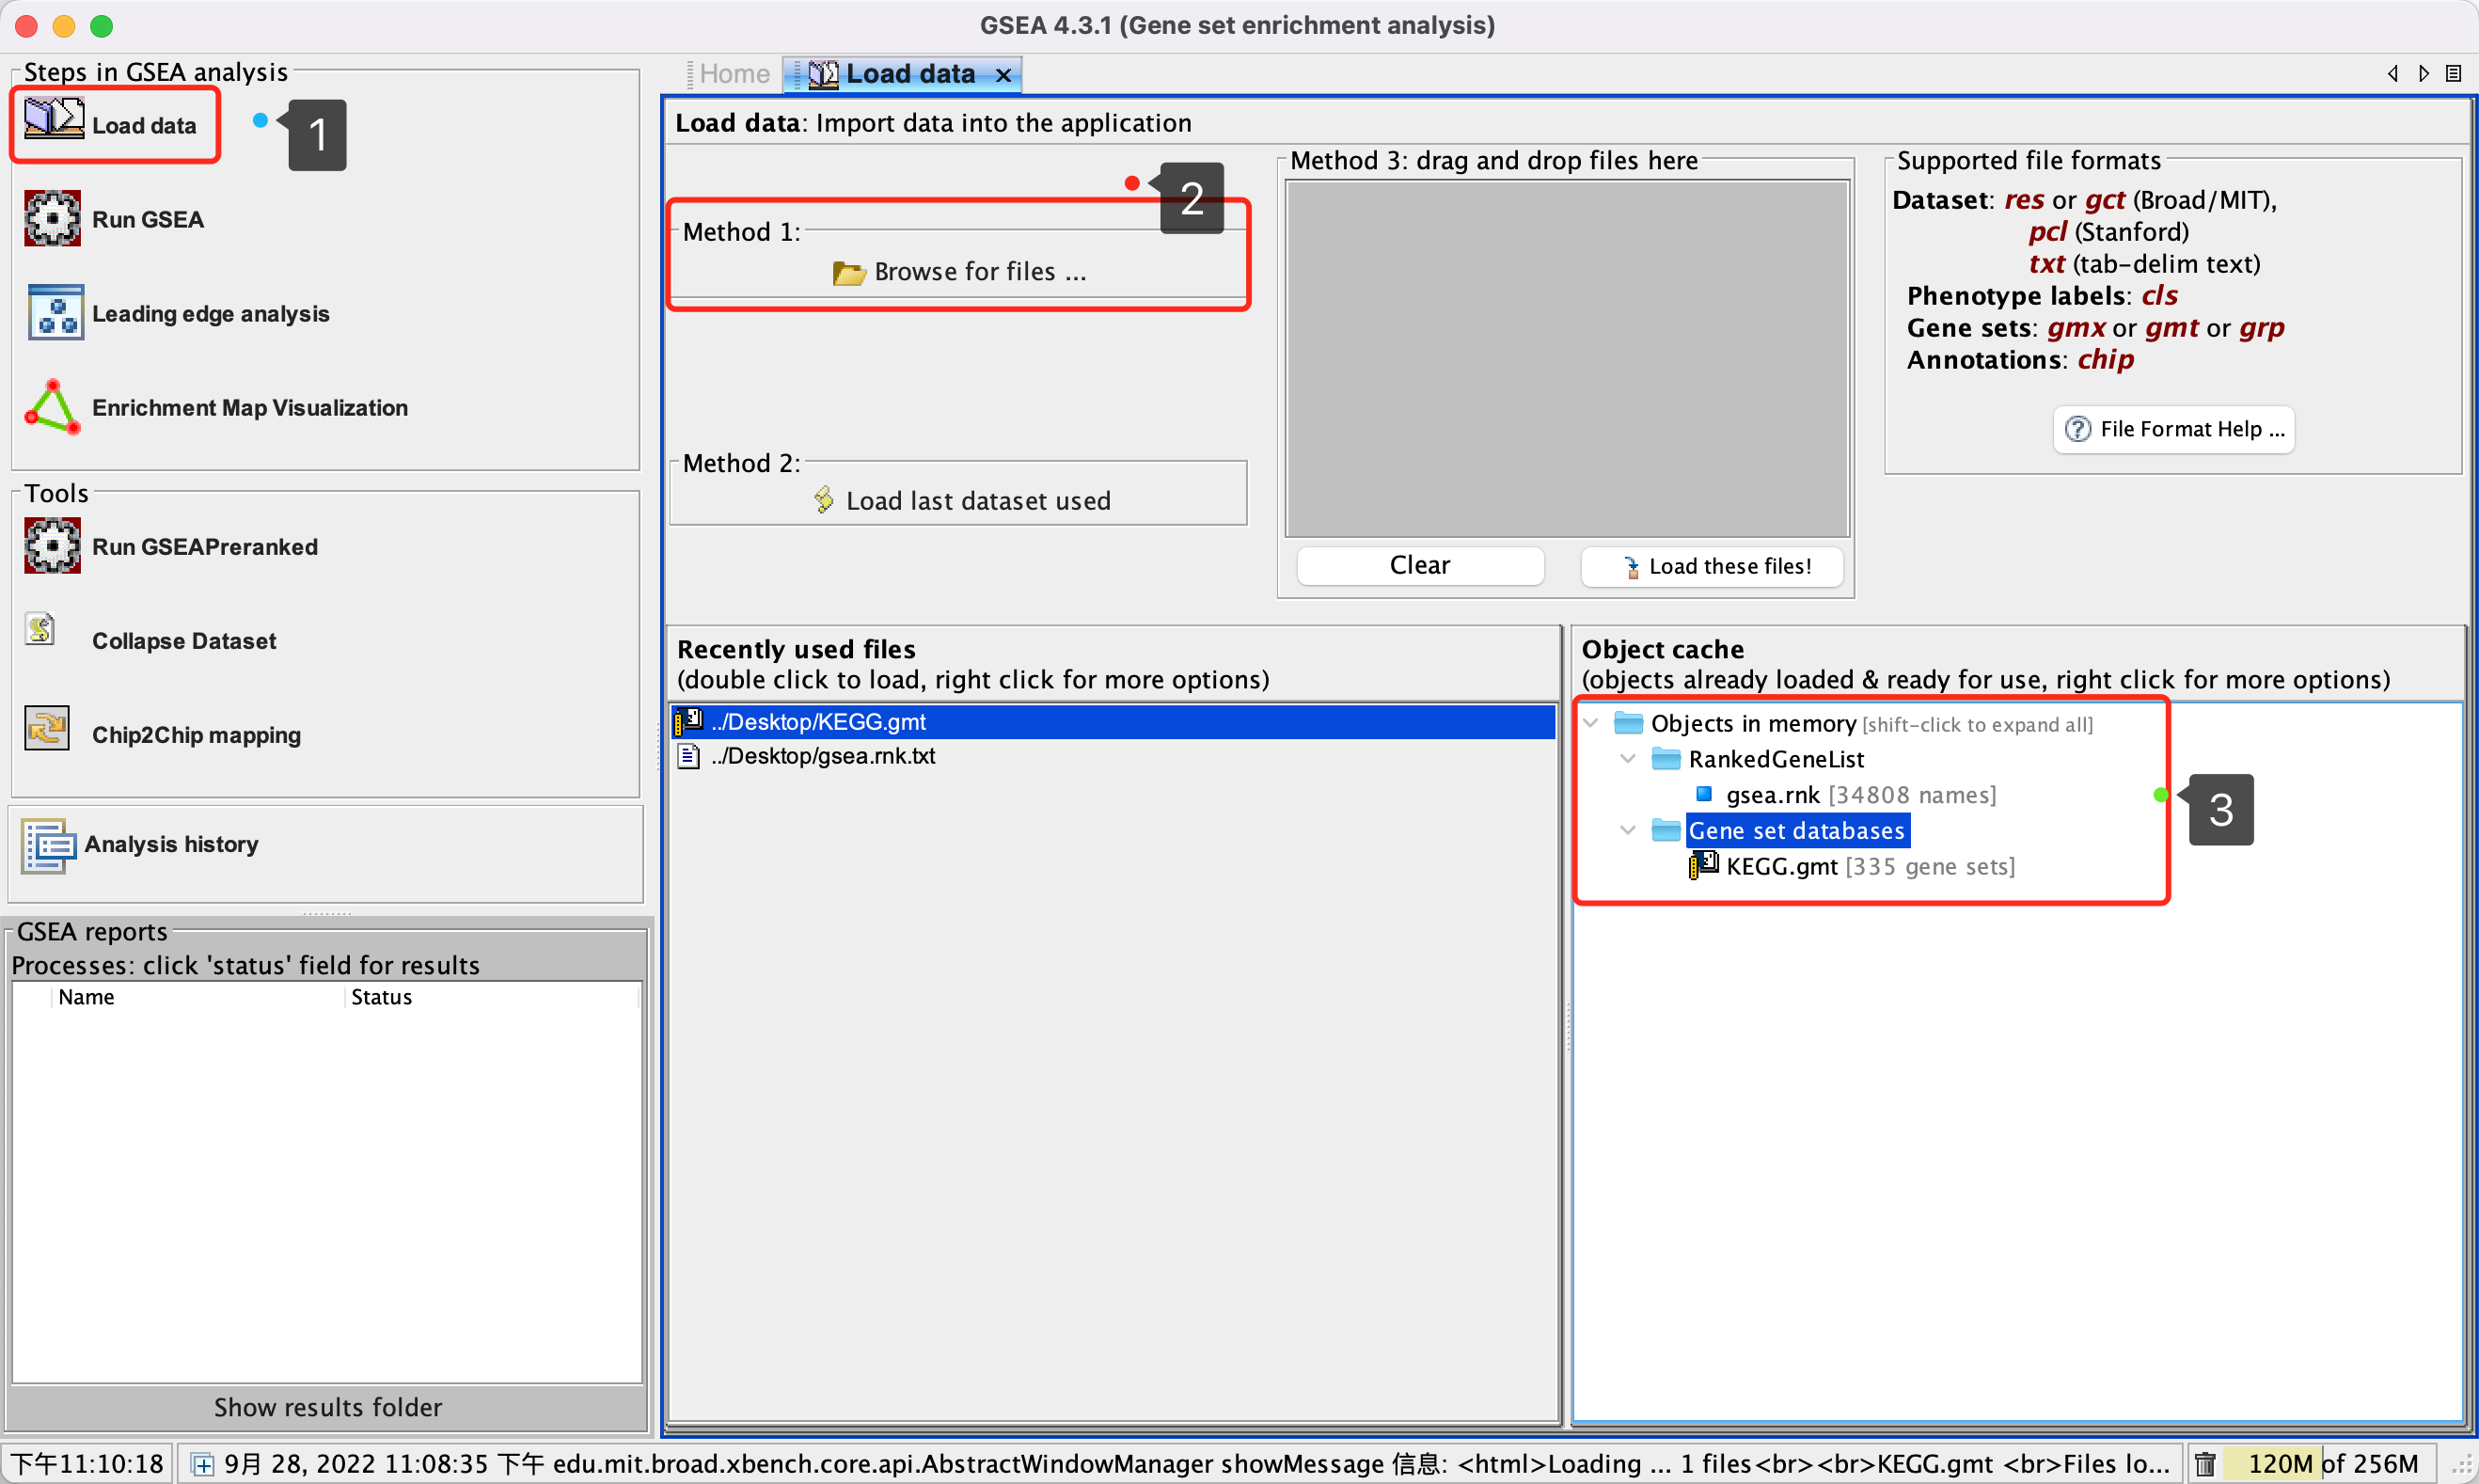 GSEA 4.3.1 (Gene set enrichment analysis)
Steps in GSEA analysis
Load data
1
Run GSEA
Leading edge analysis
Enrichment Map Visualization
Tools
Run GSEAPreranked
Collapse Dataset
Chip2Chip mapping
Analysis history
GSEA reports
Processes: click 'status' field for results
Name Status
Show results folder
Home Load data
Load data: Import data into the application
2
Method 1:
Browse for files ...
Method 2:
Load last dataset used
Method 3: drag and drop files here
Clear Load these files!
Supported file formats
Dataset: res or gct (Broad/MIT),
pcl (Stanford)
txt (tab-delim text)
Phenotype labels: cls
Gene sets: gmx or gmt or grp
Annotations: chip
File Format Help ...
Recently used files
(double click to load, right click for more options)
../Desktop/KEGG.gmt
../Desktop/gsea.rnk.txt
Object cache
(objects already loaded & ready for use, right click for more options)
Objects in memory [shift-click to expand all]
RankedGeneList
gsea.rnk [34808 names]
3
Gene set databases
KEGG.gmt [335 gene sets]
下午11:10:18 9月 28, 2022 11:08:35 下午 edu.mit.broad.xbench.core.api.AbstractWindowManager showMessage 信息: <html>Loading ... 1 files<br><br>KEGG.gmt <br>Files lo... 120M of 256M